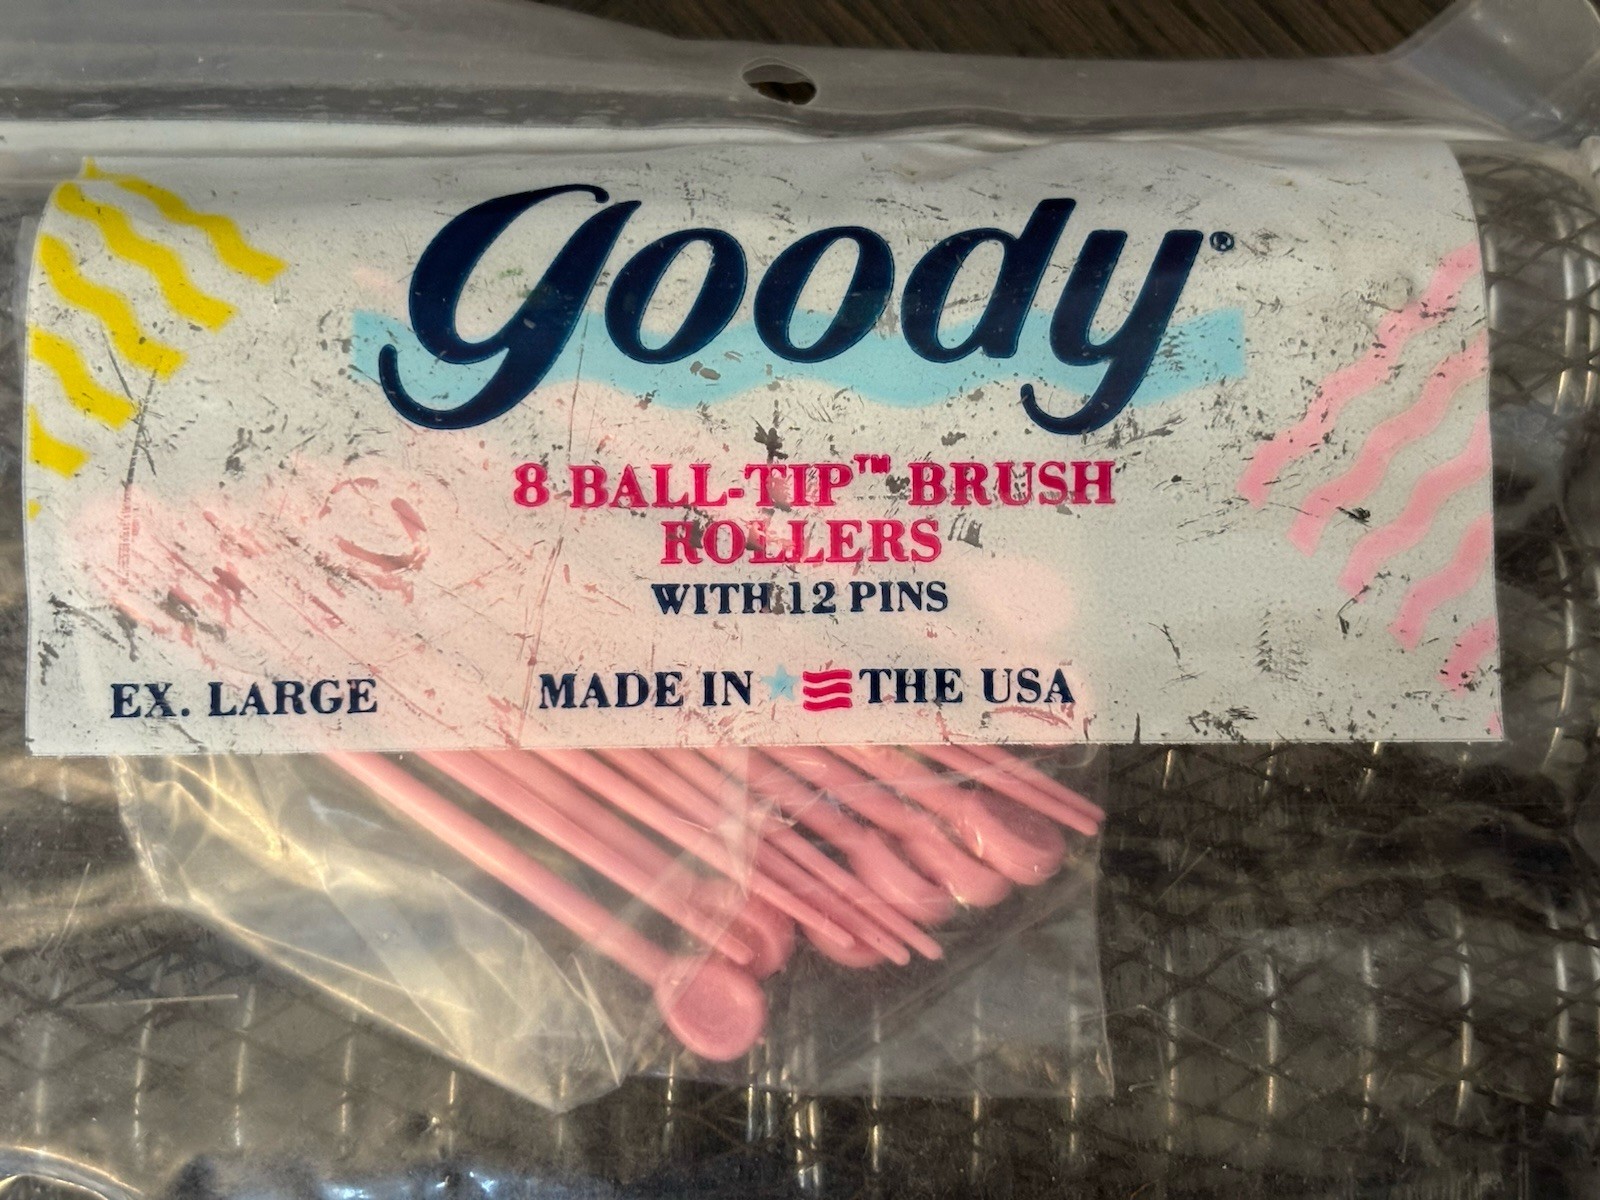 goody®
8 BALL-TIP™ BRUSH
ROLLERS
WITH 12 PINS
EX. LARGE
MADE IN THE USA